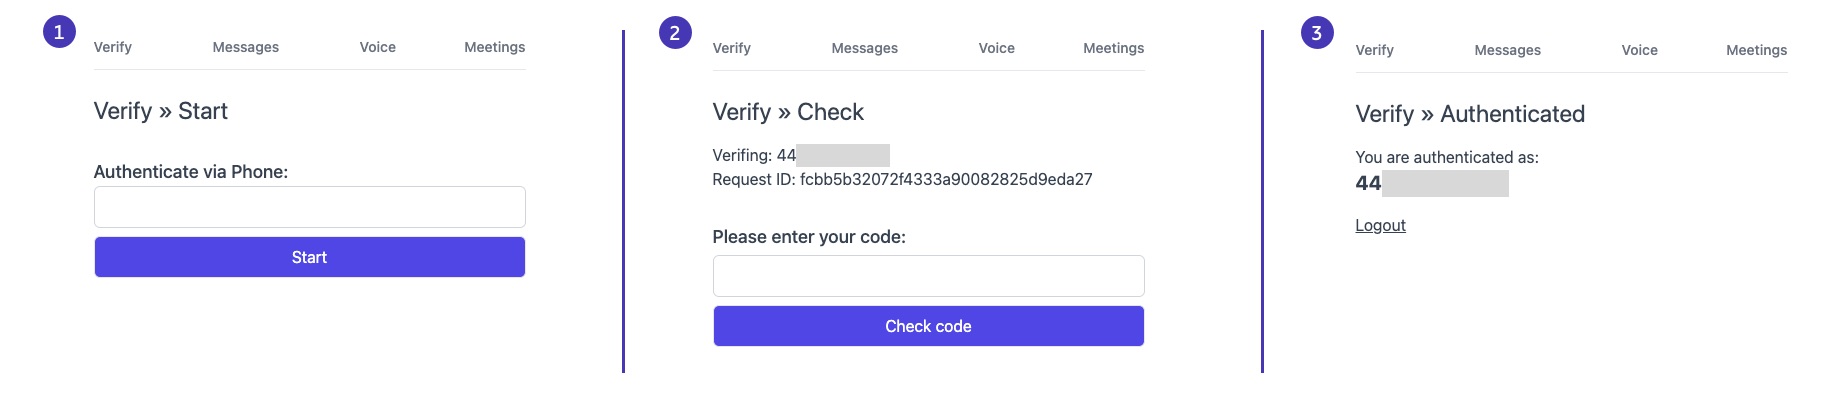 1
Verify Messages Voice Meetings
Verify » Start
Authenticate via Phone:
Start
2
Verify Messages Voice Meetings
Verify » Check
Verifing: 44
Request ID: fcbb5b32072f4333a90082825d9eda27
Please enter your code:
Check code
3
Verify Messages Voice Meetings
Verify » Authenticated
You are authenticated as:
44
Logout